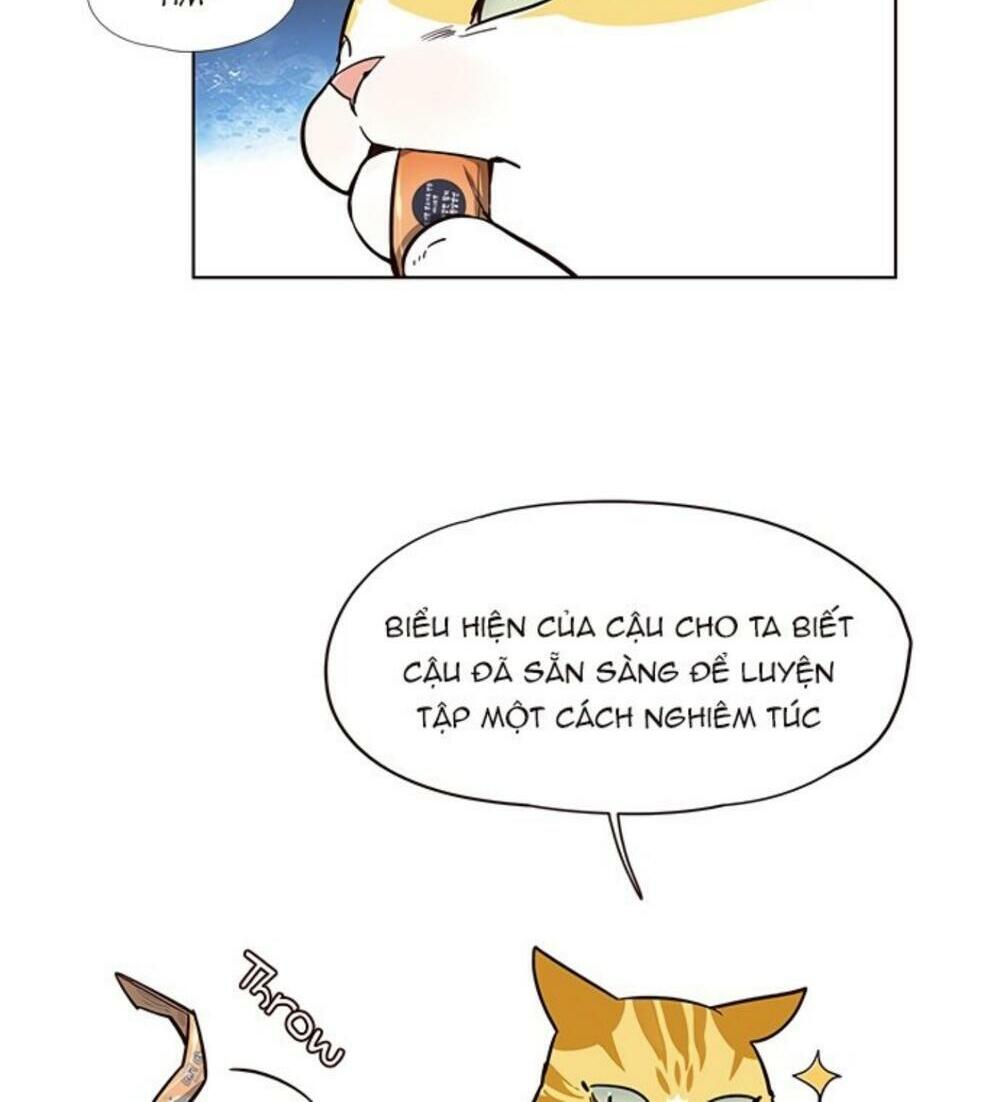 BIỂU HIỆN CỦA CẬU CHO TA BIẾT
CẬU ĐÃ SẴN SÀNG ĐỂ LUYỆN
TẬP MỘT CÁCH NGHIÊM TÚC
Throw